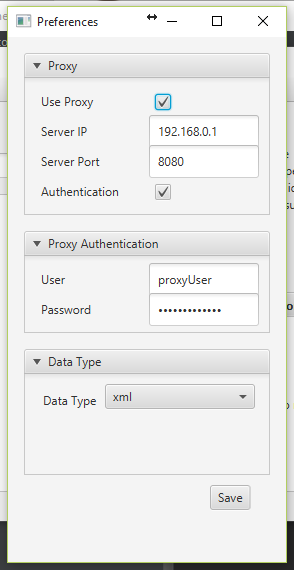 Preferences
Proxy
Use Proxy
Server IP 192.168.0.1
Server Port 8080
Authentication
Proxy Authentication
User proxyUser
Password •••••••••••••
Data Type
Data Type xml
Save